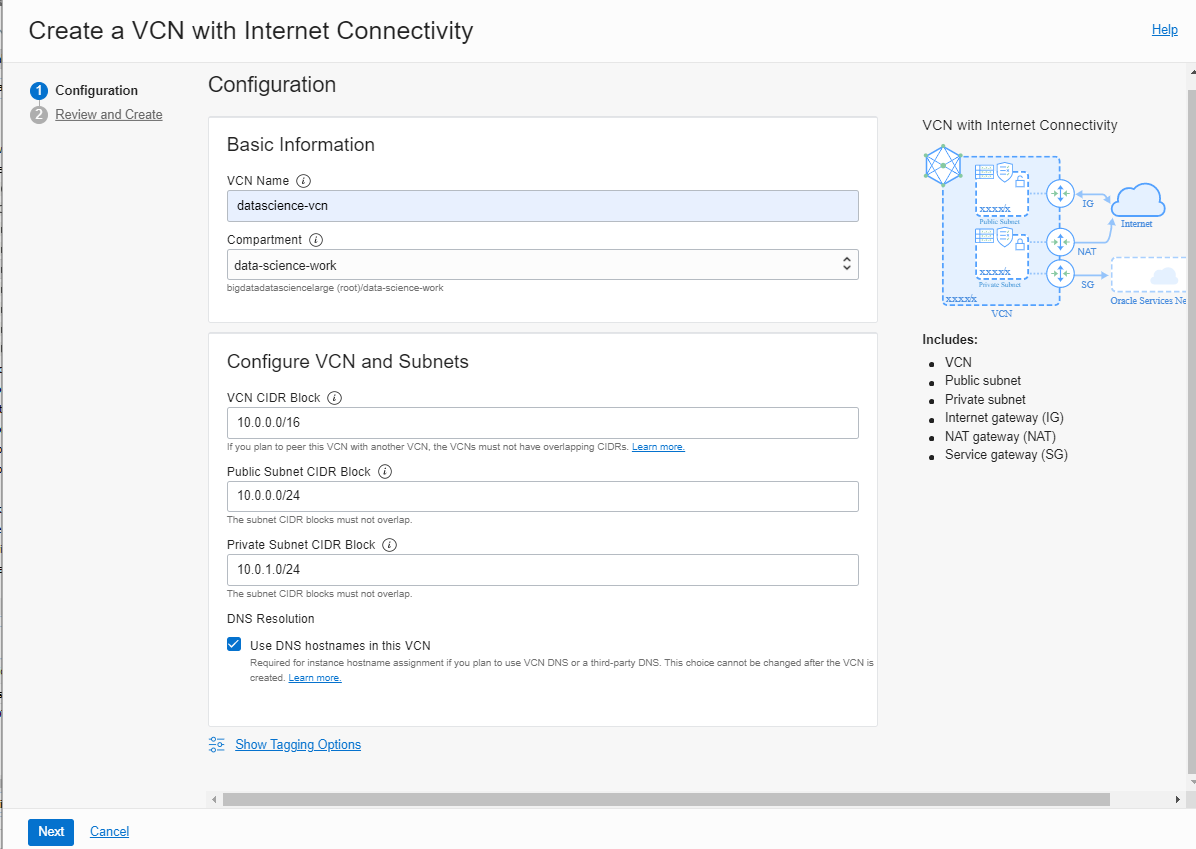 Create a VCN with Internet Connectivity
Help
1 Configuration
2 Review and Create
Configuration
Basic Information
VCN Name
datascience-vcn
Compartment
data-science-work
bigdatadatasciencelarge (root)/data-science-work
Configure VCN and Subnets
VCN CIDR Block
10.0.0.0/16
If you plan to peer this VCN with another VCN, the VCNs must not have overlapping CIDRs. Learn more.
Public Subnet CIDR Block
10.0.0.0/24
The subnet CIDR blocks must not overlap.
Private Subnet CIDR Block
10.0.1.0/24
The subnet CIDR blocks must not overlap.
DNS Resolution
Use DNS hostnames in this VCN
Required for instance hostname assignment if you plan to use VCN DNS or a third-party DNS. This choice cannot be changed after the VCN is
created. Learn more.
Show Tagging Options
VCN with Internet Connectivity
xxxx/x
Public Subnet
IG
Internet
NAT
xxxx/x
Private Subnet
SG
Oracle Services Ne
xxxx/x
VCN
Includes:
VCN
Public subnet
Private subnet
Internet gateway (IG)
NAT gateway (NAT)
Service gateway (SG)
Next
Cancel